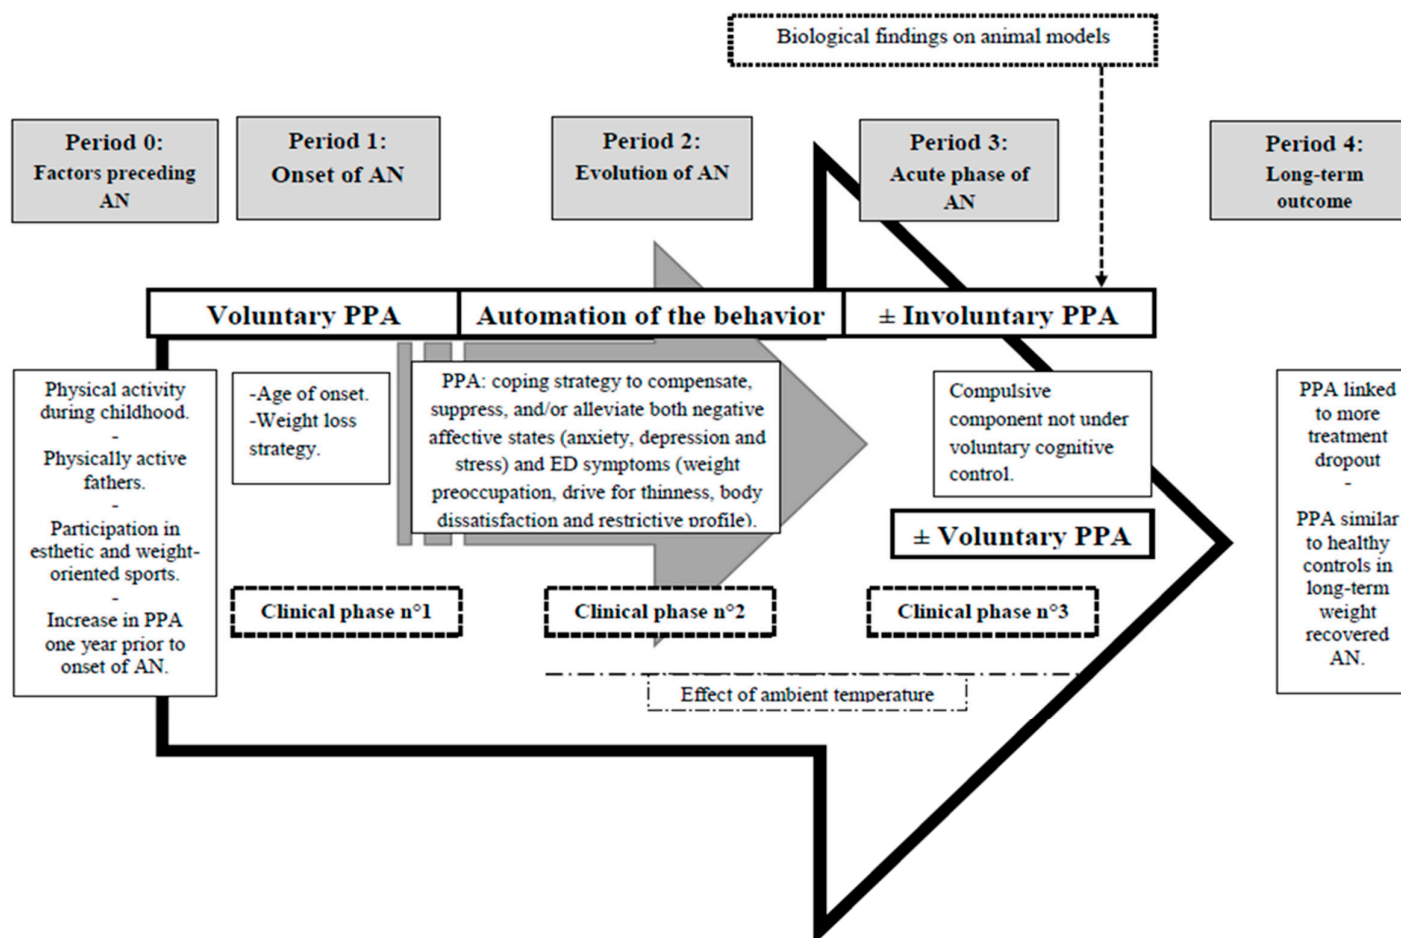 Biological findings on animal models
Period 0:
Factors preceding
AN
Period 1:
Onset of AN
Period 2:
Evolution of AN
Period 3:
Acute phase of
AN
Period 4:
Long-term
outcome
Voluntary PPA
Automation of the behavior
± Involuntary PPA
Physical activity
during childhood.
-
Physically active
fathers.
-
Participation in
esthetic and weight-
oriented sports.
-
Increase in PPA
one year prior to
onset of AN.
-Age of onset.
-Weight loss
strategy.
PPA: coping strategy to compensate,
suppress, and/or alleviate both negative
affective states (anxiety, depression and
stress) and ED symptoms (weight
preoccupation, drive for thinness, body
dissatisfaction and restrictive profile).
Compulsive
component not under
voluntary cognitive
control.
± Voluntary PPA
PPA linked
to more
treatment
dropout
-
PPA similar
to healthy
controls in
long-term
weight
recovered
AN.
Clinical phase n°1
Clinical phase n°2
Clinical phase n°3
Effect of ambient temperature